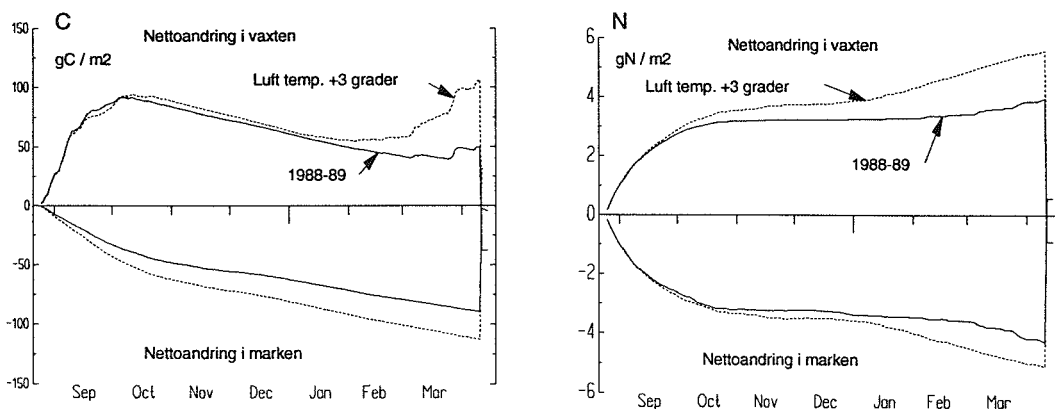 C
Nettoandring i vaxten
gC / m2
Luft temp. +3 grader
1988-89
Nettoandring i marken
150
100
50
0
-50
-100
-150
Sep Oct Nov Dec Jan Feb Mar
N
Nettoandring i vaxten
gN / m2
Luft temp. +3 grader
1988-89
Nettoandring i marken
6
4
2
0
-2
-4
-6
Sep Oct Nov Dec Jan Feb Mar